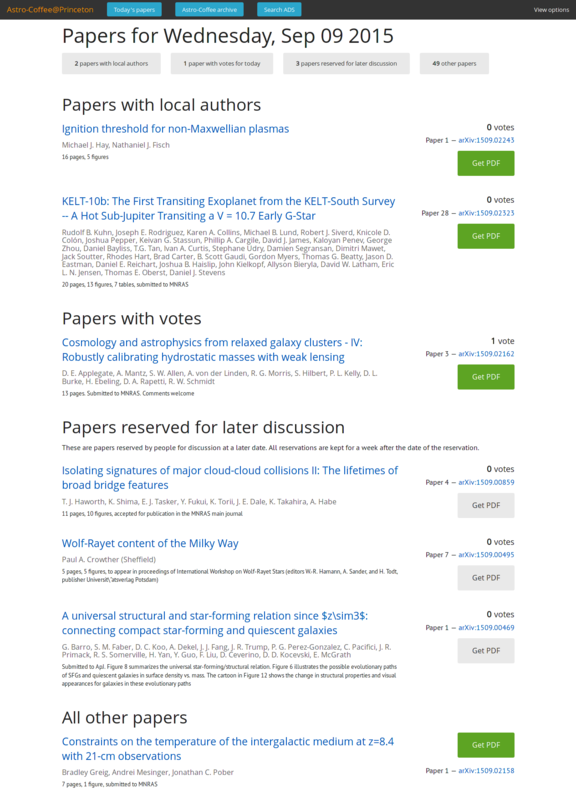 Astro-Coffee@Princeton
Today's papers
Astro-Coffee archive
Search ADS
View options
Papers for Wednesday, Sep 09 2015
2 papers with local authors
1 paper with votes for today
3 papers reserved for later discussion
49 other papers
Papers with local authors
Ignition threshold for non-Maxwellian plasmas
0 votes
Michael J. Hay, Nathaniel J. Fisch
Paper 1 — arXiv:1509.02243
16 pages, 5 figures
Get PDF
KELT-10b: The First Transiting Exoplanet from the KELT-South Survey
-- A Hot Sub-Jupiter Transiting a V = 10.7 Early G-Star
0 votes
Paper 28 — arXiv:1509.02323
Get PDF
Rudolf B. Kuhn, Joseph E. Rodriguez, Karen A. Collins, Michael B. Lund, Robert J. Siverd, Knicole D.
Colón, Joshua Pepper, Keivan G. Stassun, Phillip A. Cargile, David J. James, Kaloyan Penev, George
Zhou, Daniel Bayliss, T.G. Tan, Ivan A. Curtis, Stephane Udry, Damien Segransan, Dimitri Mawet,
Jack Soutter, Rhodes Hart, Brad Carter, B. Scott Gaudi, Gordon Myers, Thomas G. Beatty, Jason D.
Eastman, Daniel E. Reichart, Joshua B. Haislip, John Kielkopf, Allyson Bieryla, David W. Latham, Eric
L. N. Jensen, Thomas E. Oberst, Daniel J. Stevens
20 pages, 13 figures, 7 tables, submitted to MNRAS
Papers with votes
Cosmology and astrophysics from relaxed galaxy clusters - IV:
Robustly calibrating hydrostatic masses with weak lensing
1 vote
Paper 3 — arXiv:1509.02162
Get PDF
D. E. Applegate, A. Mantz, S. W. Allen, A. von der Linden, R. G. Morris, S. Hilbert, P. L. Kelly, D. L.
Burke, H. Ebeling, D. A. Rapetti, R. W. Schmidt
13 pages. Submitted to MNRAS. Comments welcome
Papers reserved for later discussion
These are papers reserved by people for discussion at a later date. All reservations are kept for a week after the date of the reservation.
Isolating signatures of major cloud-cloud collisions II: The lifetimes of
broad bridge features
0 votes
Paper 4 — arXiv:1509.00859
Get PDF
T. J. Haworth, K. Shima, E. J. Tasker, Y. Fukui, K. Torii, J. E. Dale, K. Takahira, A. Habe
11 pages, 10 figures, accepted for publication in the MNRAS main journal
Wolf-Rayet content of the Milky Way
0 votes
Paper 7 — arXiv:1509.00495
Paul A. Crowther (Sheffield)
Get PDF
5 pages, 5 figures, to appear in proceedings of International Workshop on Wolf-Rayet Stars (editors W.-R. Hamann, A. Sander, and H. Todt,
publisher Universit\"atsverlag Potsdam)
A universal structural and star-forming relation since $z\sim3$:
connecting compact star-forming and quiescent galaxies
0 votes
Paper 1 — arXiv:1509.00469
Get PDF
G. Barro, S. M. Faber, D. C. Koo, A. Dekel, J. J. Fang, J. R. Trump, P. G. Perez-Gonzalez, C. Pacifici, J. R.
Primack, R. S. Somerville, H. Yan, Y. Guo, F. Liu, D. Ceverino, D. D. Kocevski, E. McGrath
Submitted to ApJ. Figure 8 summarizes the universal star-forming/structural relation. Figure 6 illustrates the possible evolutionary paths
of SFGs and quiescent galaxies in surface density vs. mass. The cartoon in Figure 12 shows the change in structural properties and visual
appearances for galaxies in these evolutionary paths
All other papers
Constraints on the temperature of the intergalactic medium at z=8.4
with 21-cm observations
Get PDF
Bradley Greig, Andrei Mesinger, Jonathan C. Pober
Paper 1 — arXiv:1509.02158
7 pages, 1 figure, submitted to MNRAS